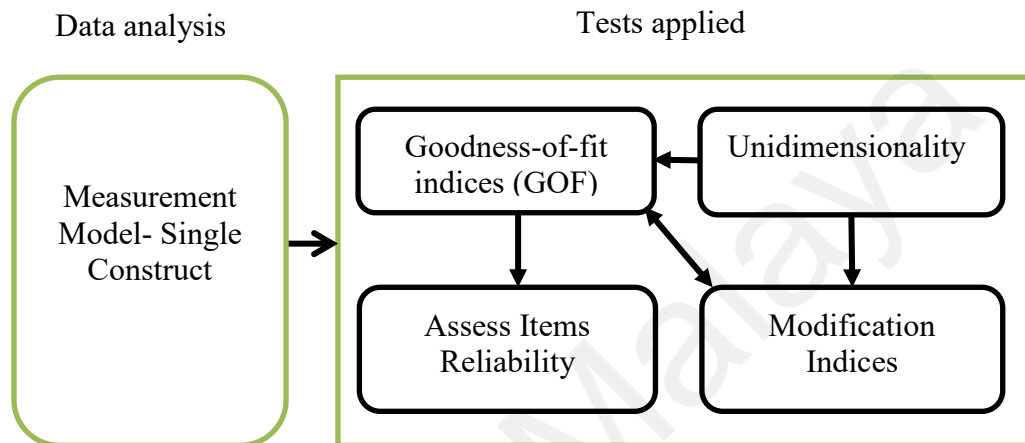 Data analysis
Tests applied
Measurement
Model- Single
Construct
Goodness-of-fit
indices (GOF)
Unidimensionality
Assess Items
Reliability
Modification
Indices
Malaya